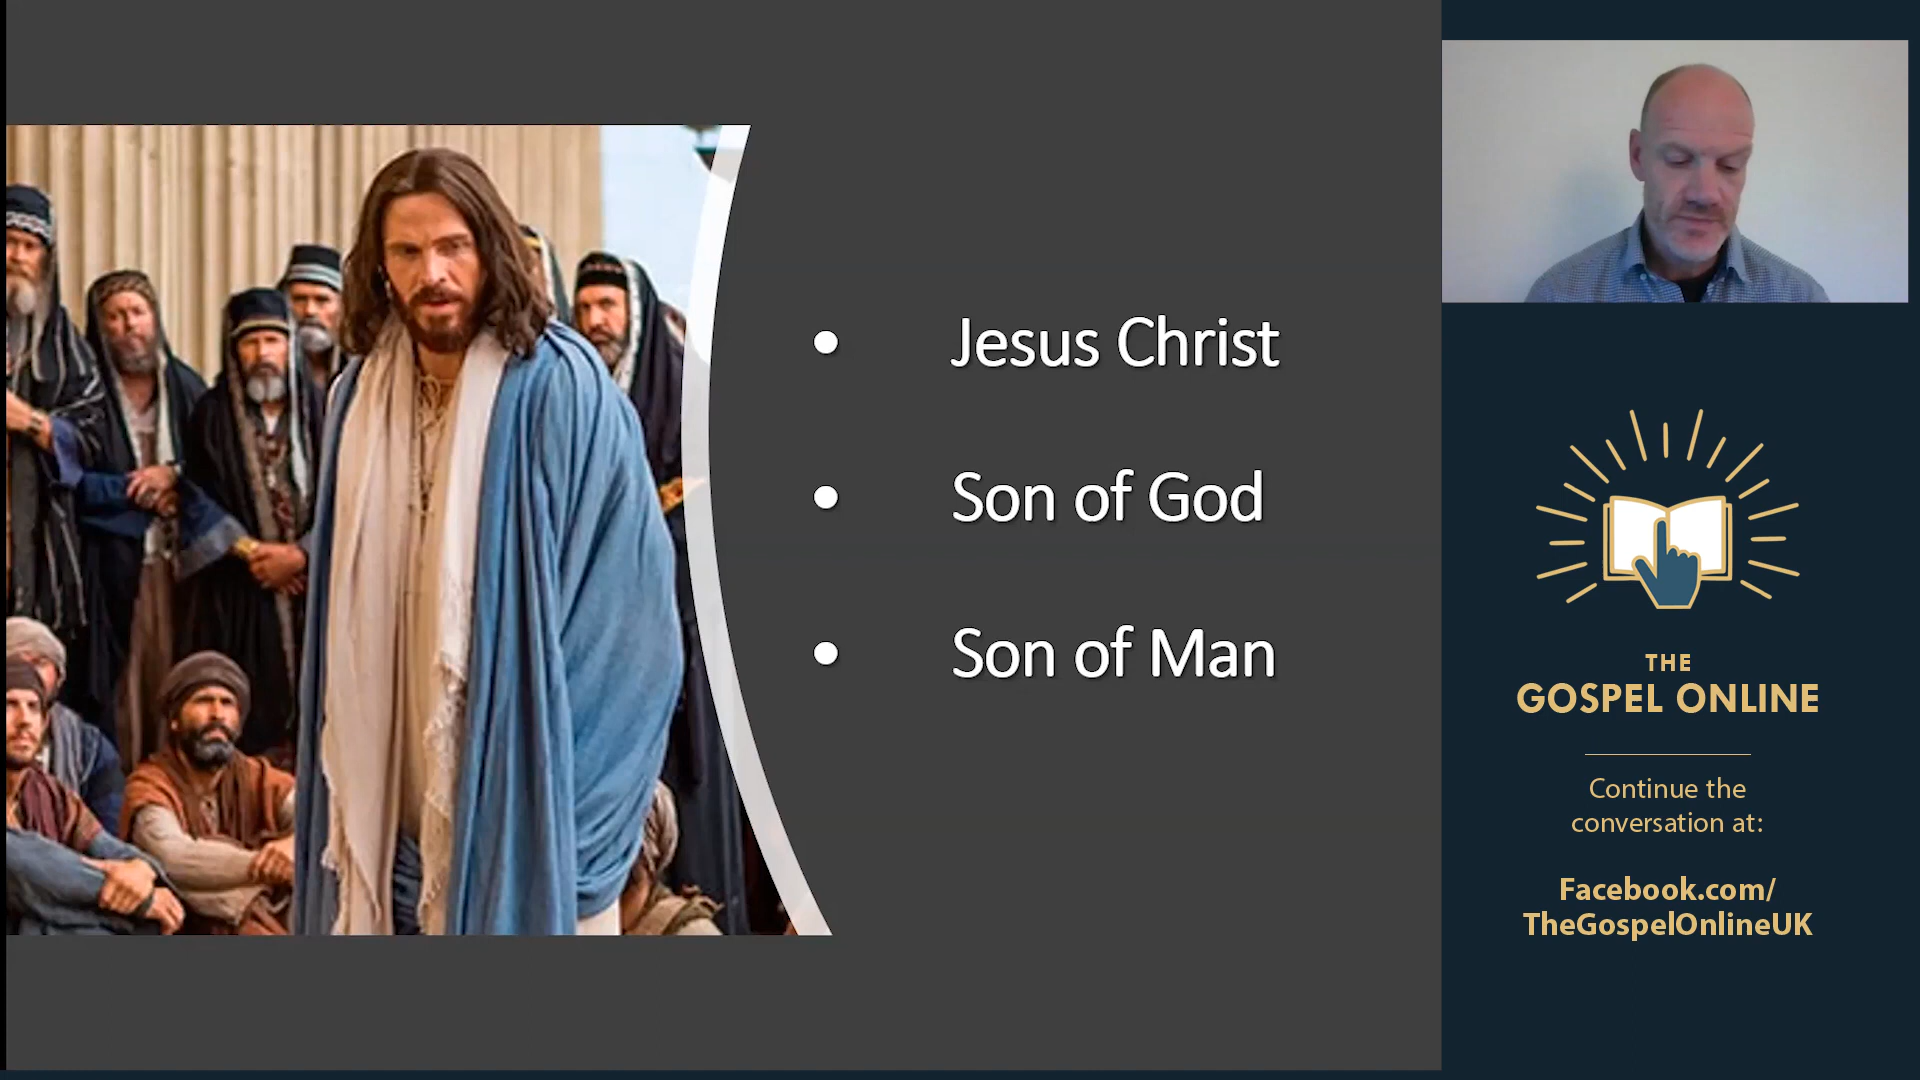 • Jesus Christ
• Son of God
• Son of Man
THE
GOSPEL ONLINE
Continue the
conversation at:
Facebook.com/
TheGospelOnlineUK